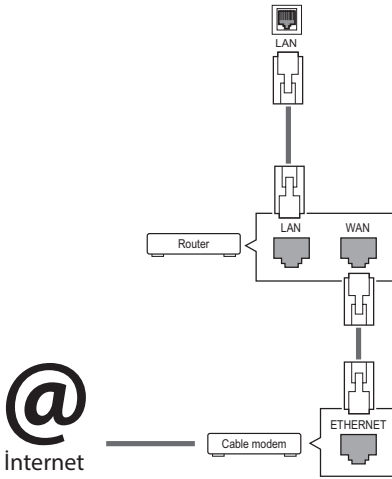 LAN
LAN WAN
Router
ETHERNET
@
Cable modem
İnternet